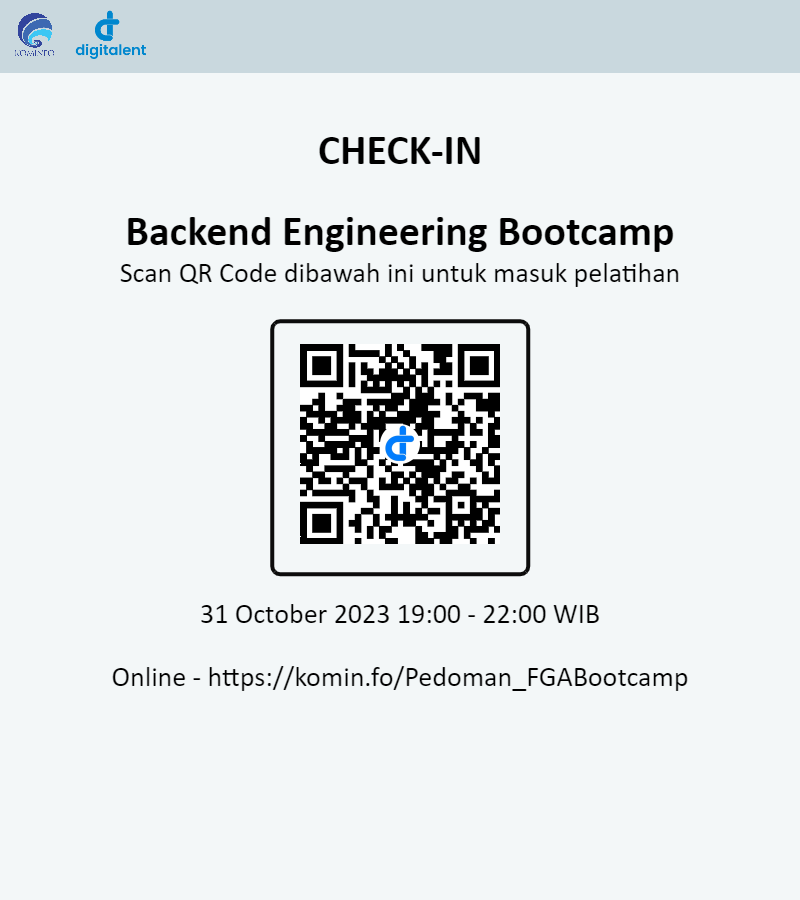 KOMINFO
digitalent
CHECK-IN
Backend Engineering Bootcamp
Scan QR Code dibawah ini untuk masuk pelatihan
31 October 2023 19:00 - 22:00 WIB
Online - https://komin.fo/Pedoman_FGABootcamp